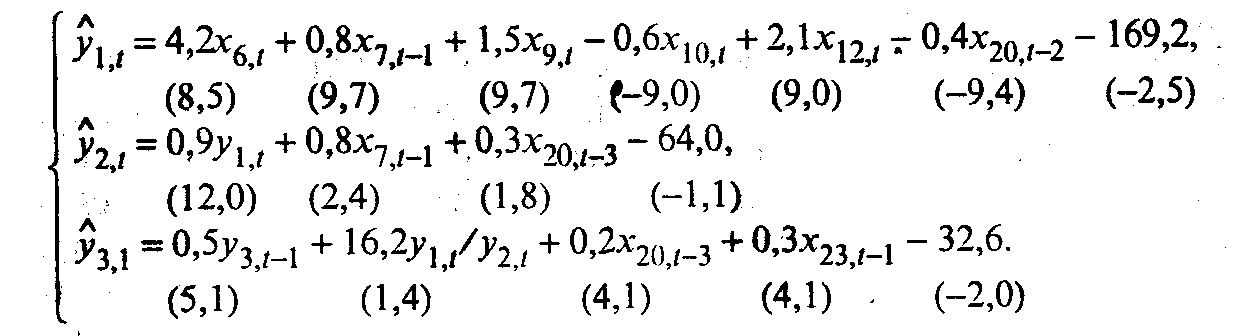 ŷ1,t = 4,2x6,t + 0,8x7,t–1 + 1,5x9,t – 0,6x10,t + 2,1x12,t – 0,4x20,t–2 – 169,2,
(8,5) (9,7) (9,7) (–9,0) (9,0) (–9,4) (–2,5)
ŷ2,t = 0,9y1,t + 0,8x7,t–1 + 0,3x20,t–3 – 64,0,
(12,0) (2,4) (1,8) (–1,1)
ŷ3,1 = 0,5y3,t–1 + 16,2y1,t/y2,t + 0,2x20,t–3 + 0,3x23,t–1 – 32,6.
(5,1) (1,4) (4,1) (4,1) (–2,0)